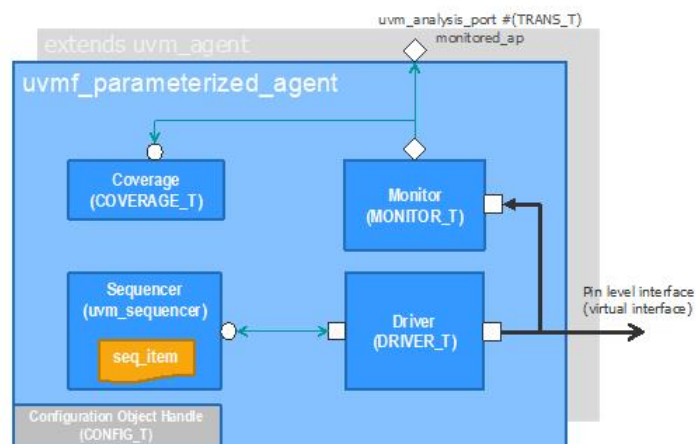 uvm_analysis_port #(TRANS_T)
monitored_ap
extends uvm_agent
uvmf_parameterized_agent
Coverage
(COVERAGE_T)
Monitor
(MONITOR_T)
Sequencer
(uvm_sequencer)
seq_item
Driver
(DRIVER_T)
Pin level interface
(virtual interface)
Configuration Object Handle
(CONFIG_T)